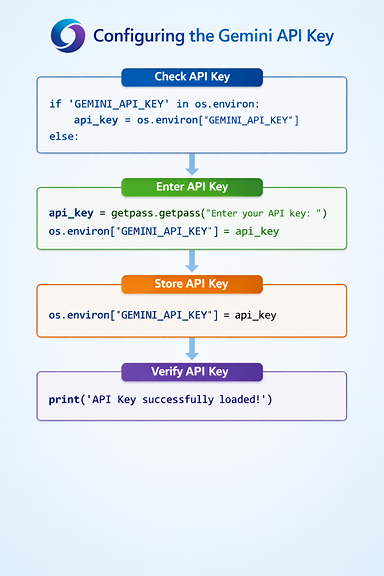 Configuring the Gemini API Key
Check API Key
if 'GEMINI_API_KEY' in os.environ:
    api_key = os.environ["GEMINI_API_KEY"]
else:
Enter API Key
api_key = getpass.getpass("Enter your API key: ")
os.environ["GEMINI_API_KEY"] = api_key
Store API Key
os.environ["GEMINI_API_KEY"] = api_key
Verify API Key
print('API Key successfully loaded!')